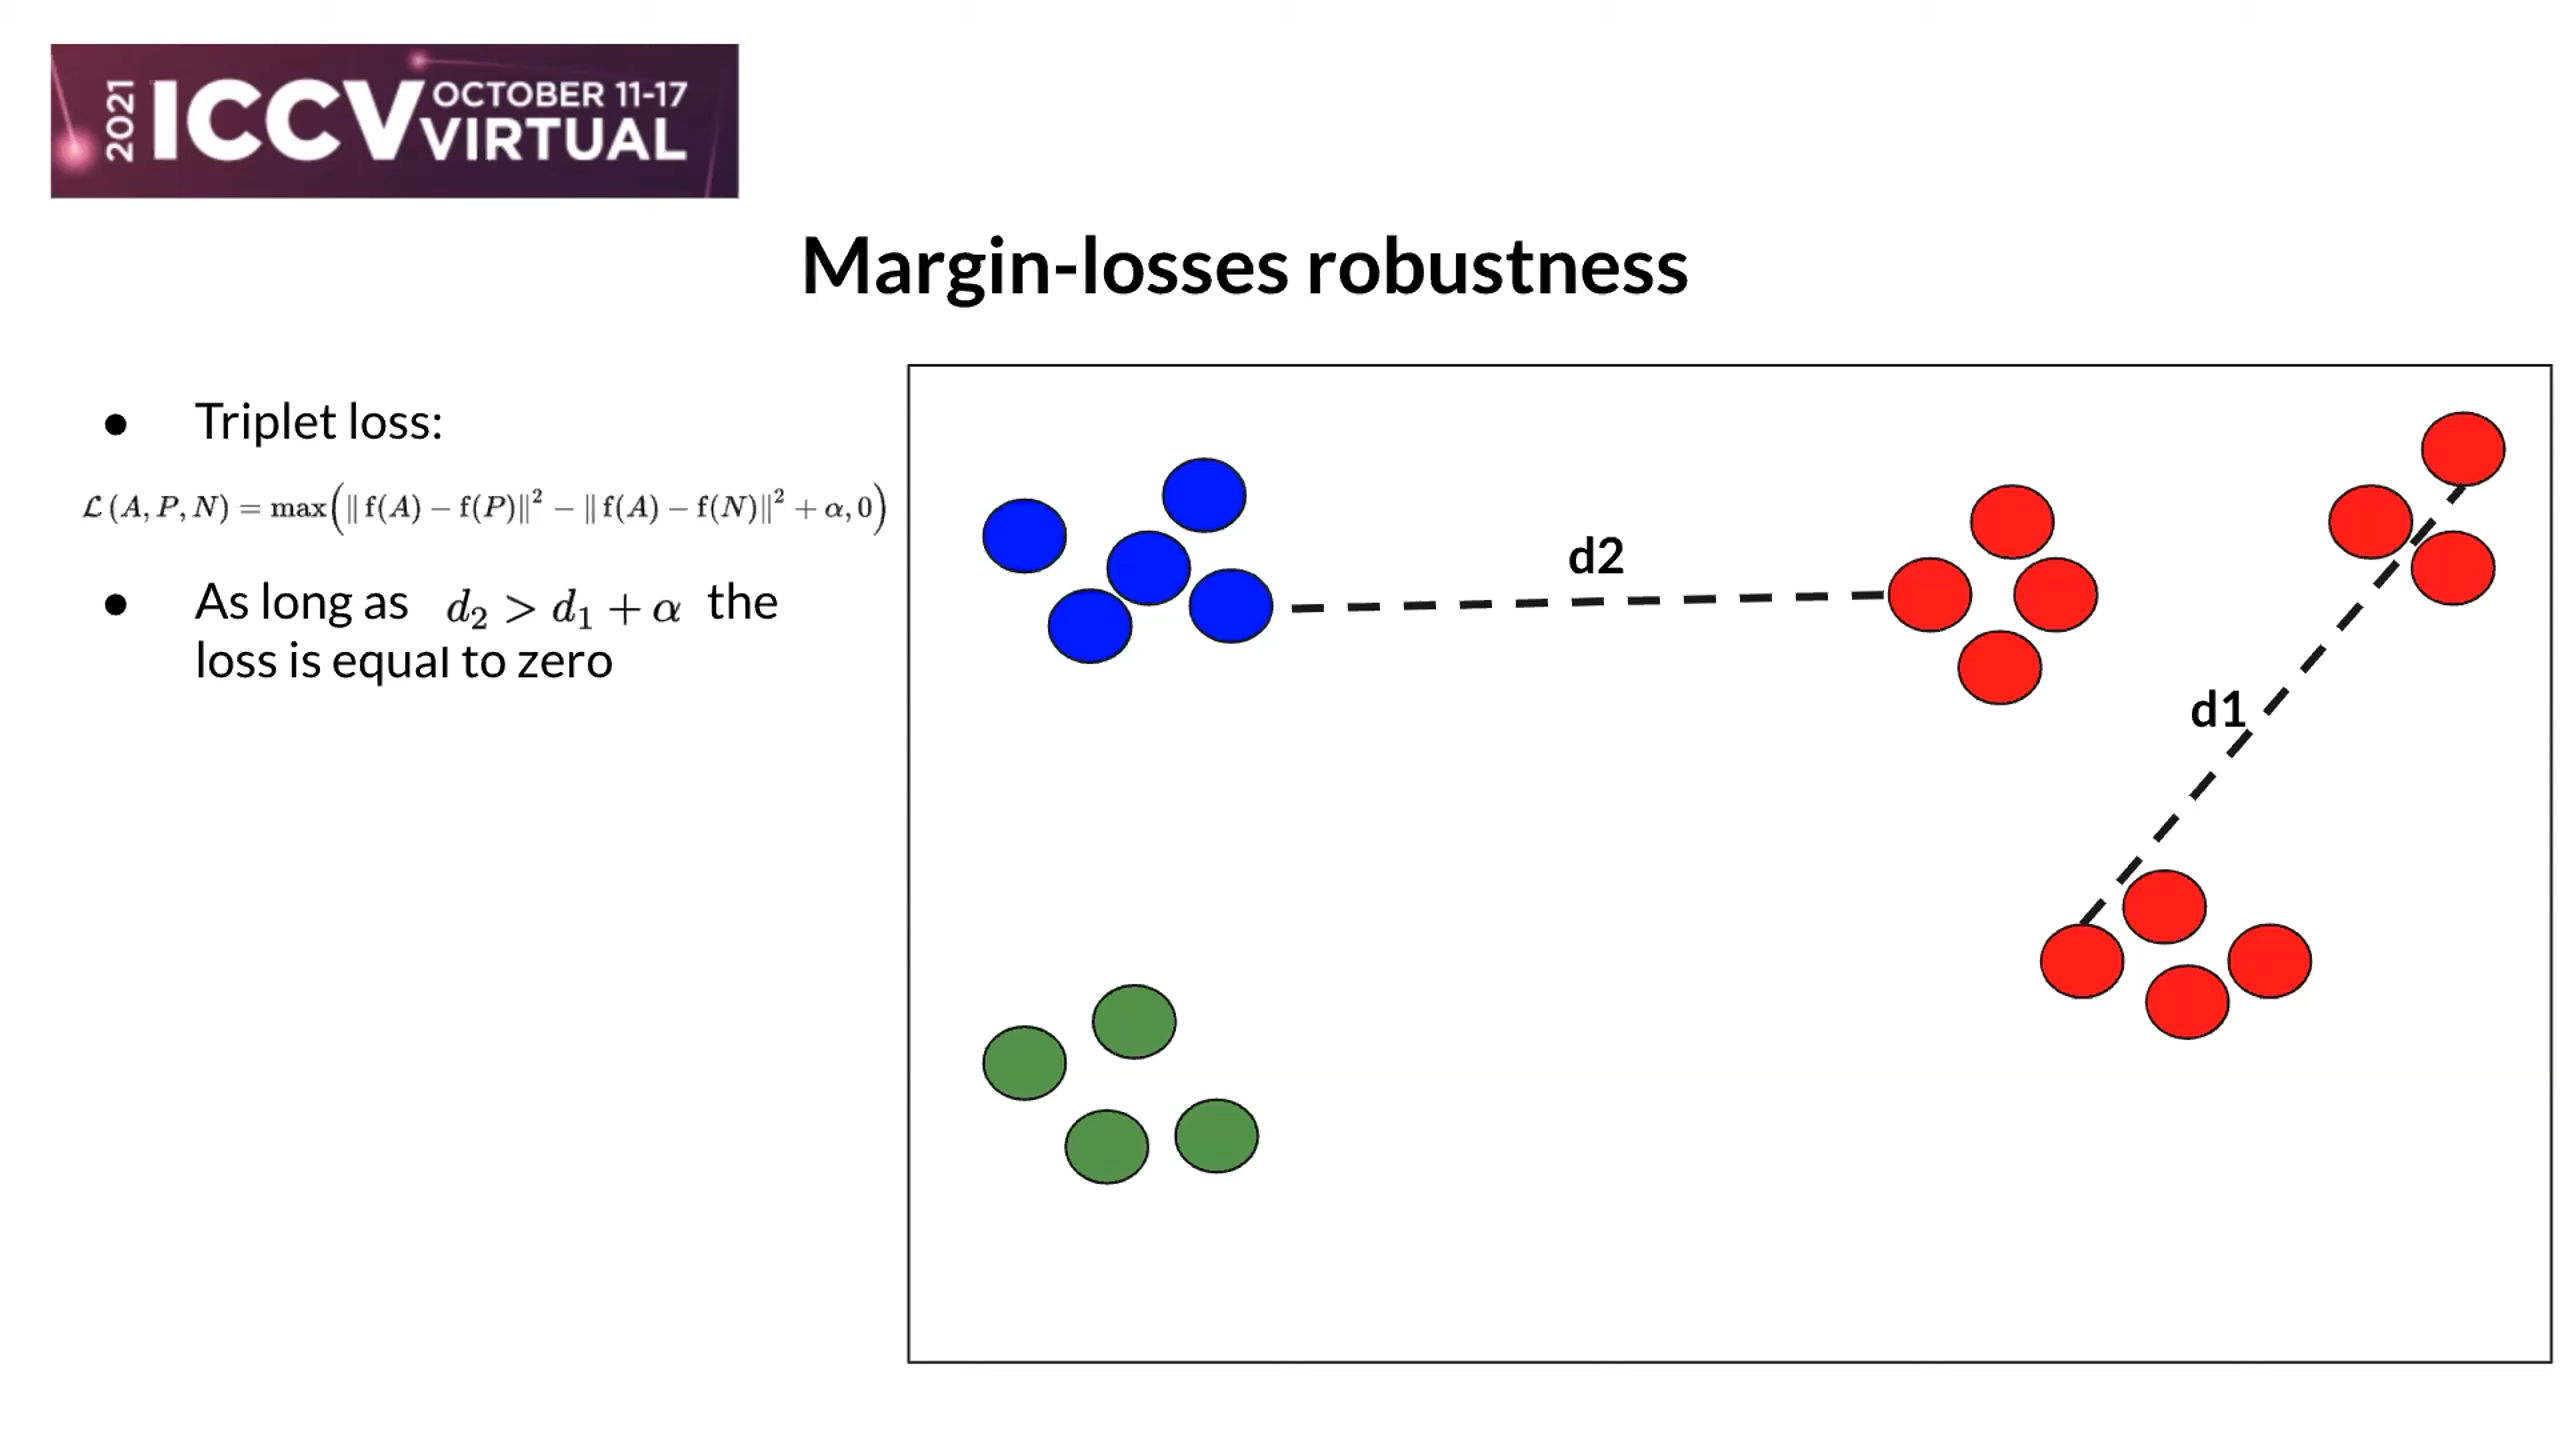 2021 ICCV OCTOBER 11-17
VIRTUAL
Margin-losses robustness
● Triplet loss:
ℒ(A, P, N) = max(‖f(A) − f(P)‖² − ‖f(A) − f(N)‖² + α, 0)
● As long as d₂ > d₁ + α the
loss is equal to zero
d2
d1